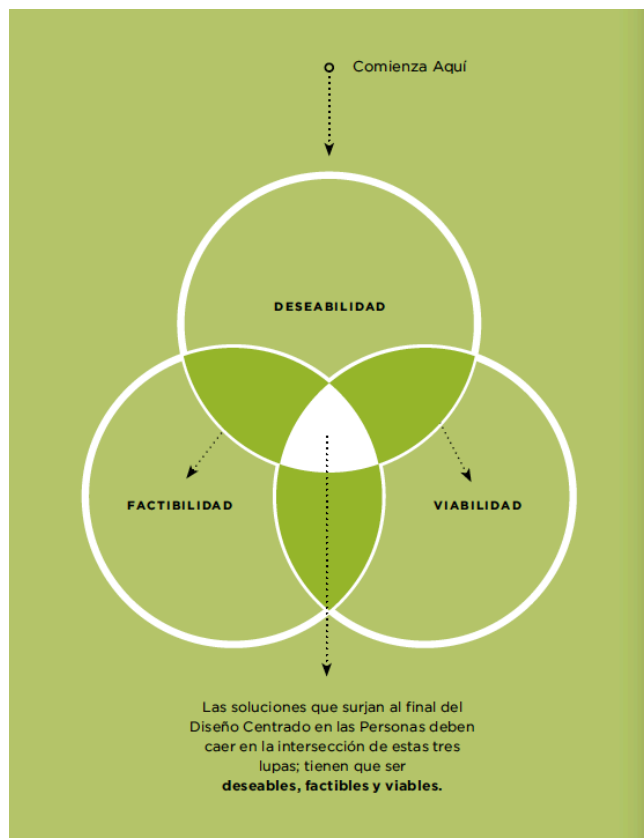 Comienza Aquí
DESEABILIDAD
FACTIBILIDAD
VIABILIDAD
Las soluciones que surjan al final del
Diseño Centrado en las Personas deben
caer en la intersección de estas tres
lupas; tienen que ser
deseables, factibles y viables.